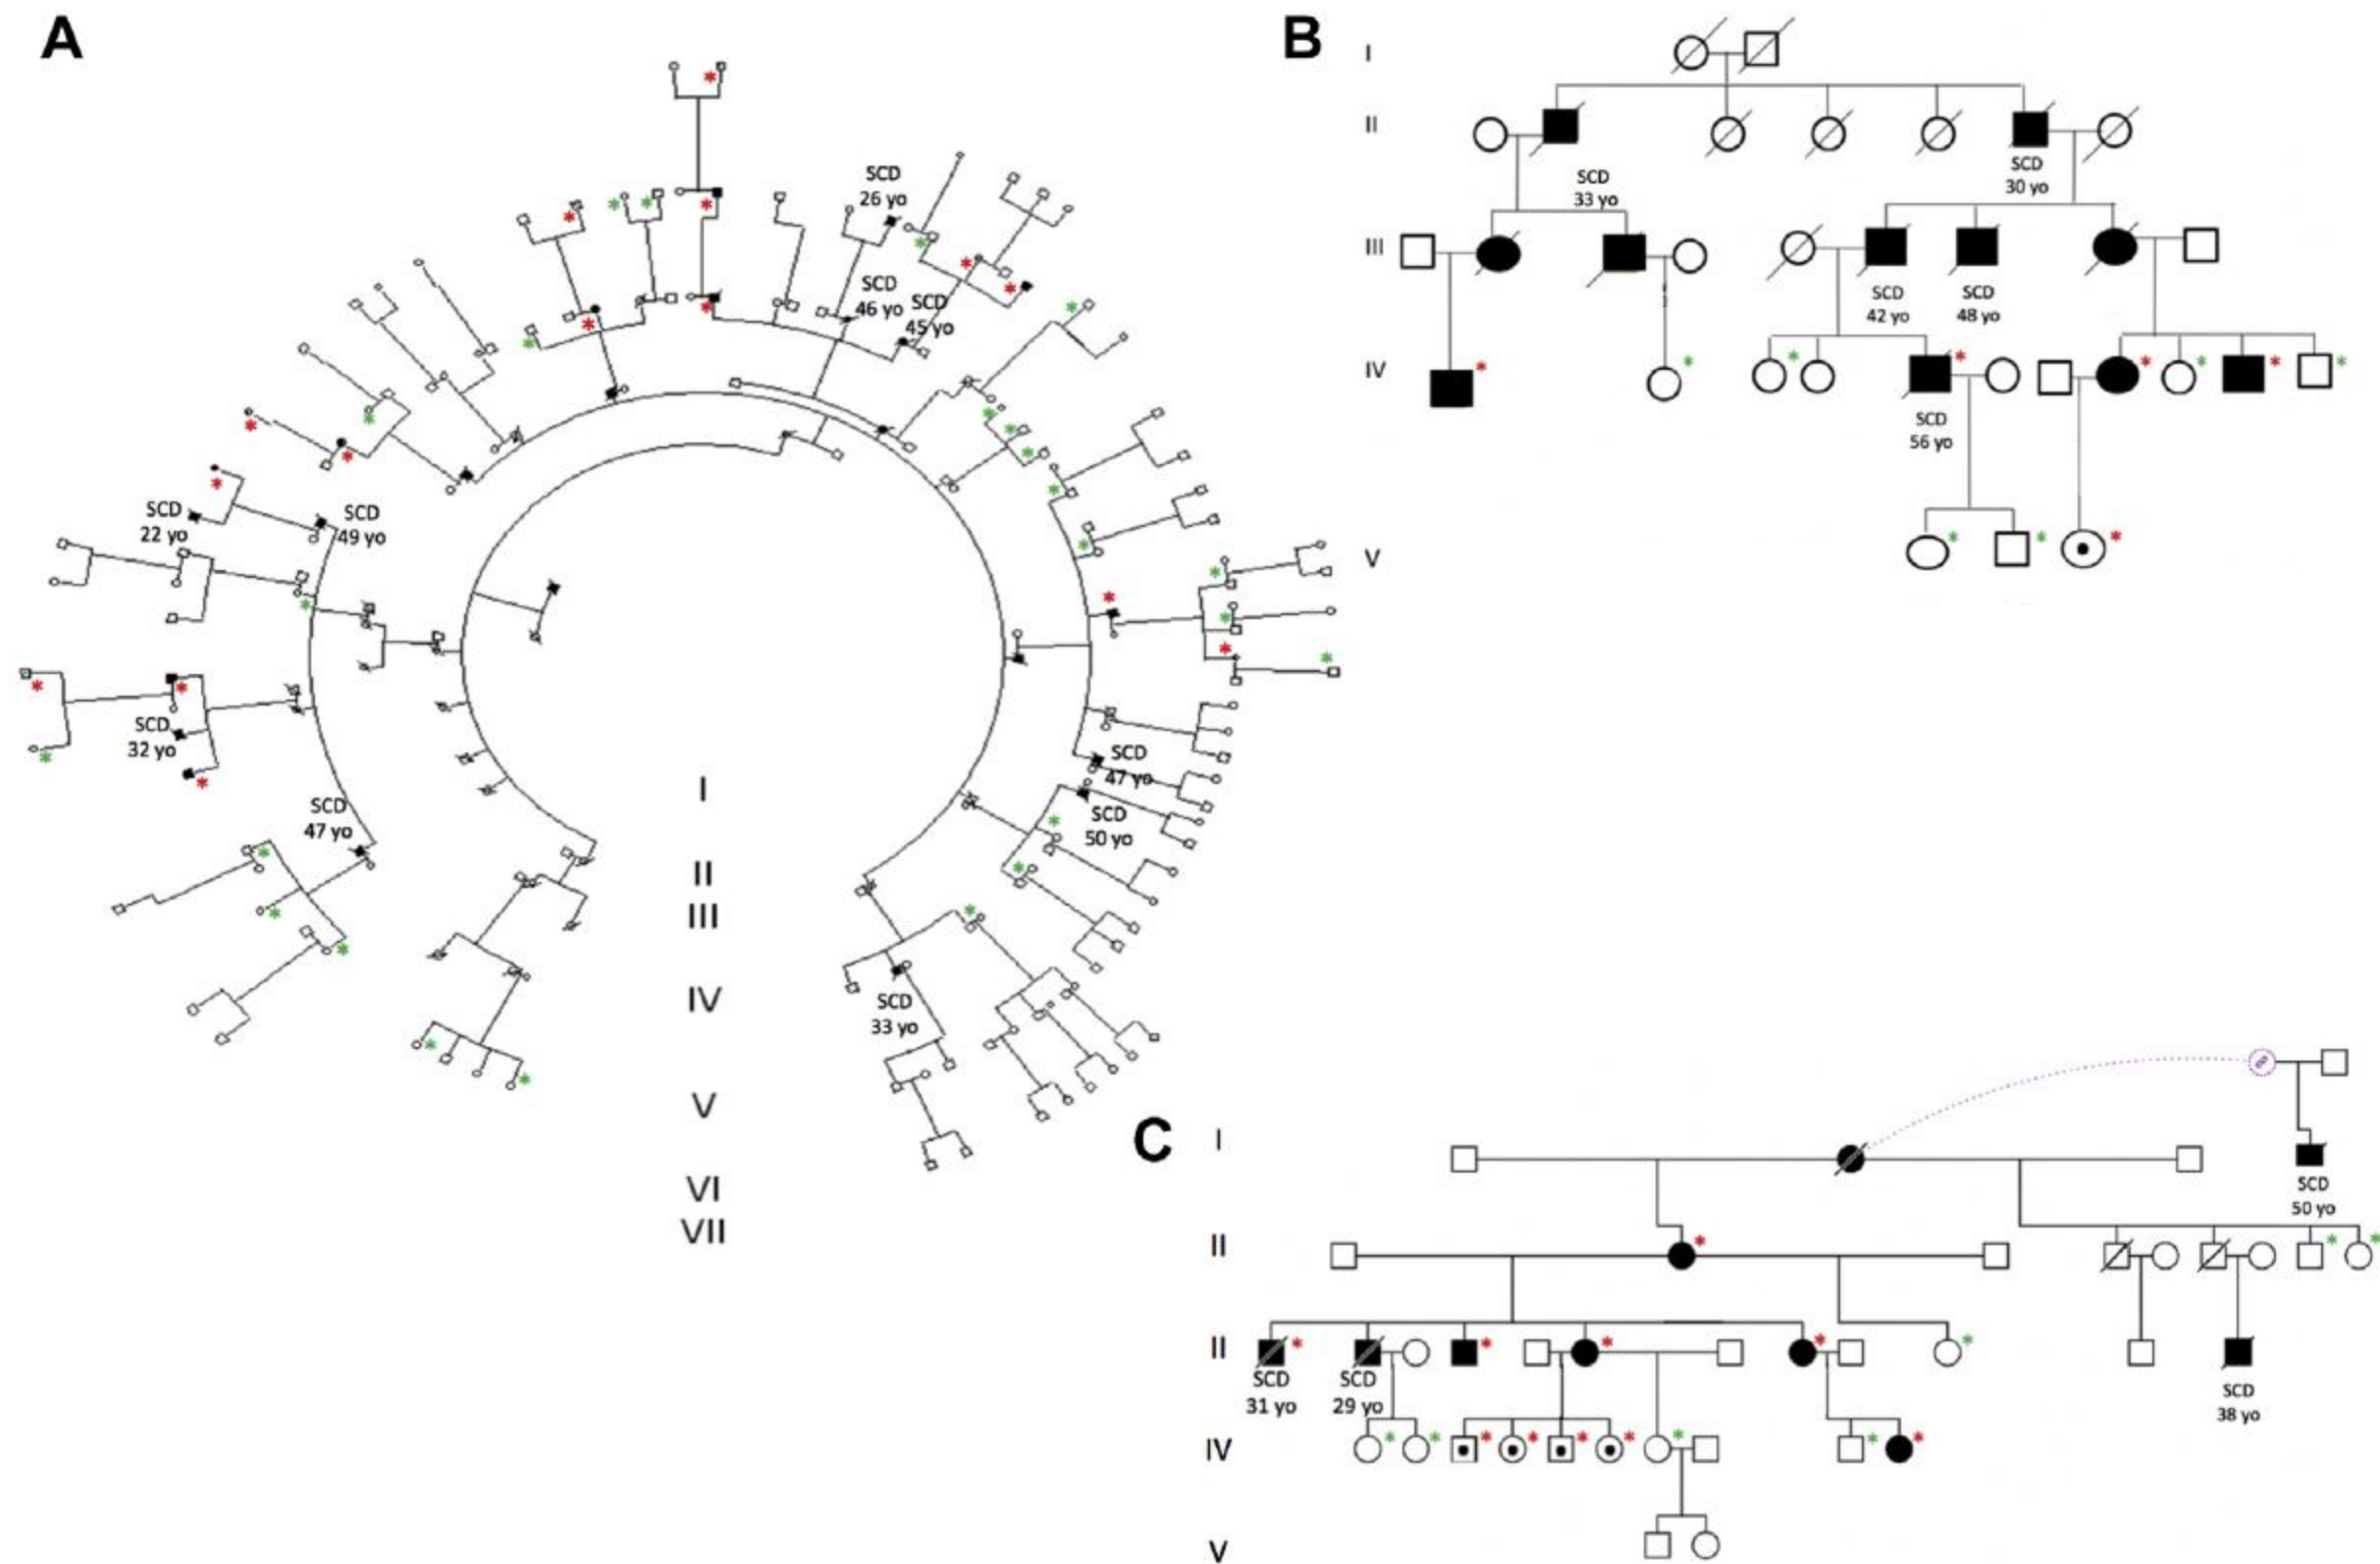 A
SCD
26 yo
SCD
46 yo
SCD
45 yo
SCD
22 yo
SCD
49 yo
SCD
32 yo
SCD
47 yo
SCD
47 yo
SCD
50 yo
SCD
33 yo
I
II
III
IV
V
VI
VII
B
I
II
SCD
33 yo
SCD
30 yo
III
SCD
42 yo
SCD
48 yo
IV
SCD
56 yo
V
C
I
SCD
50 yo
II
II
SCD
31 yo
SCD
29 yo
SCD
38 yo
IV
V